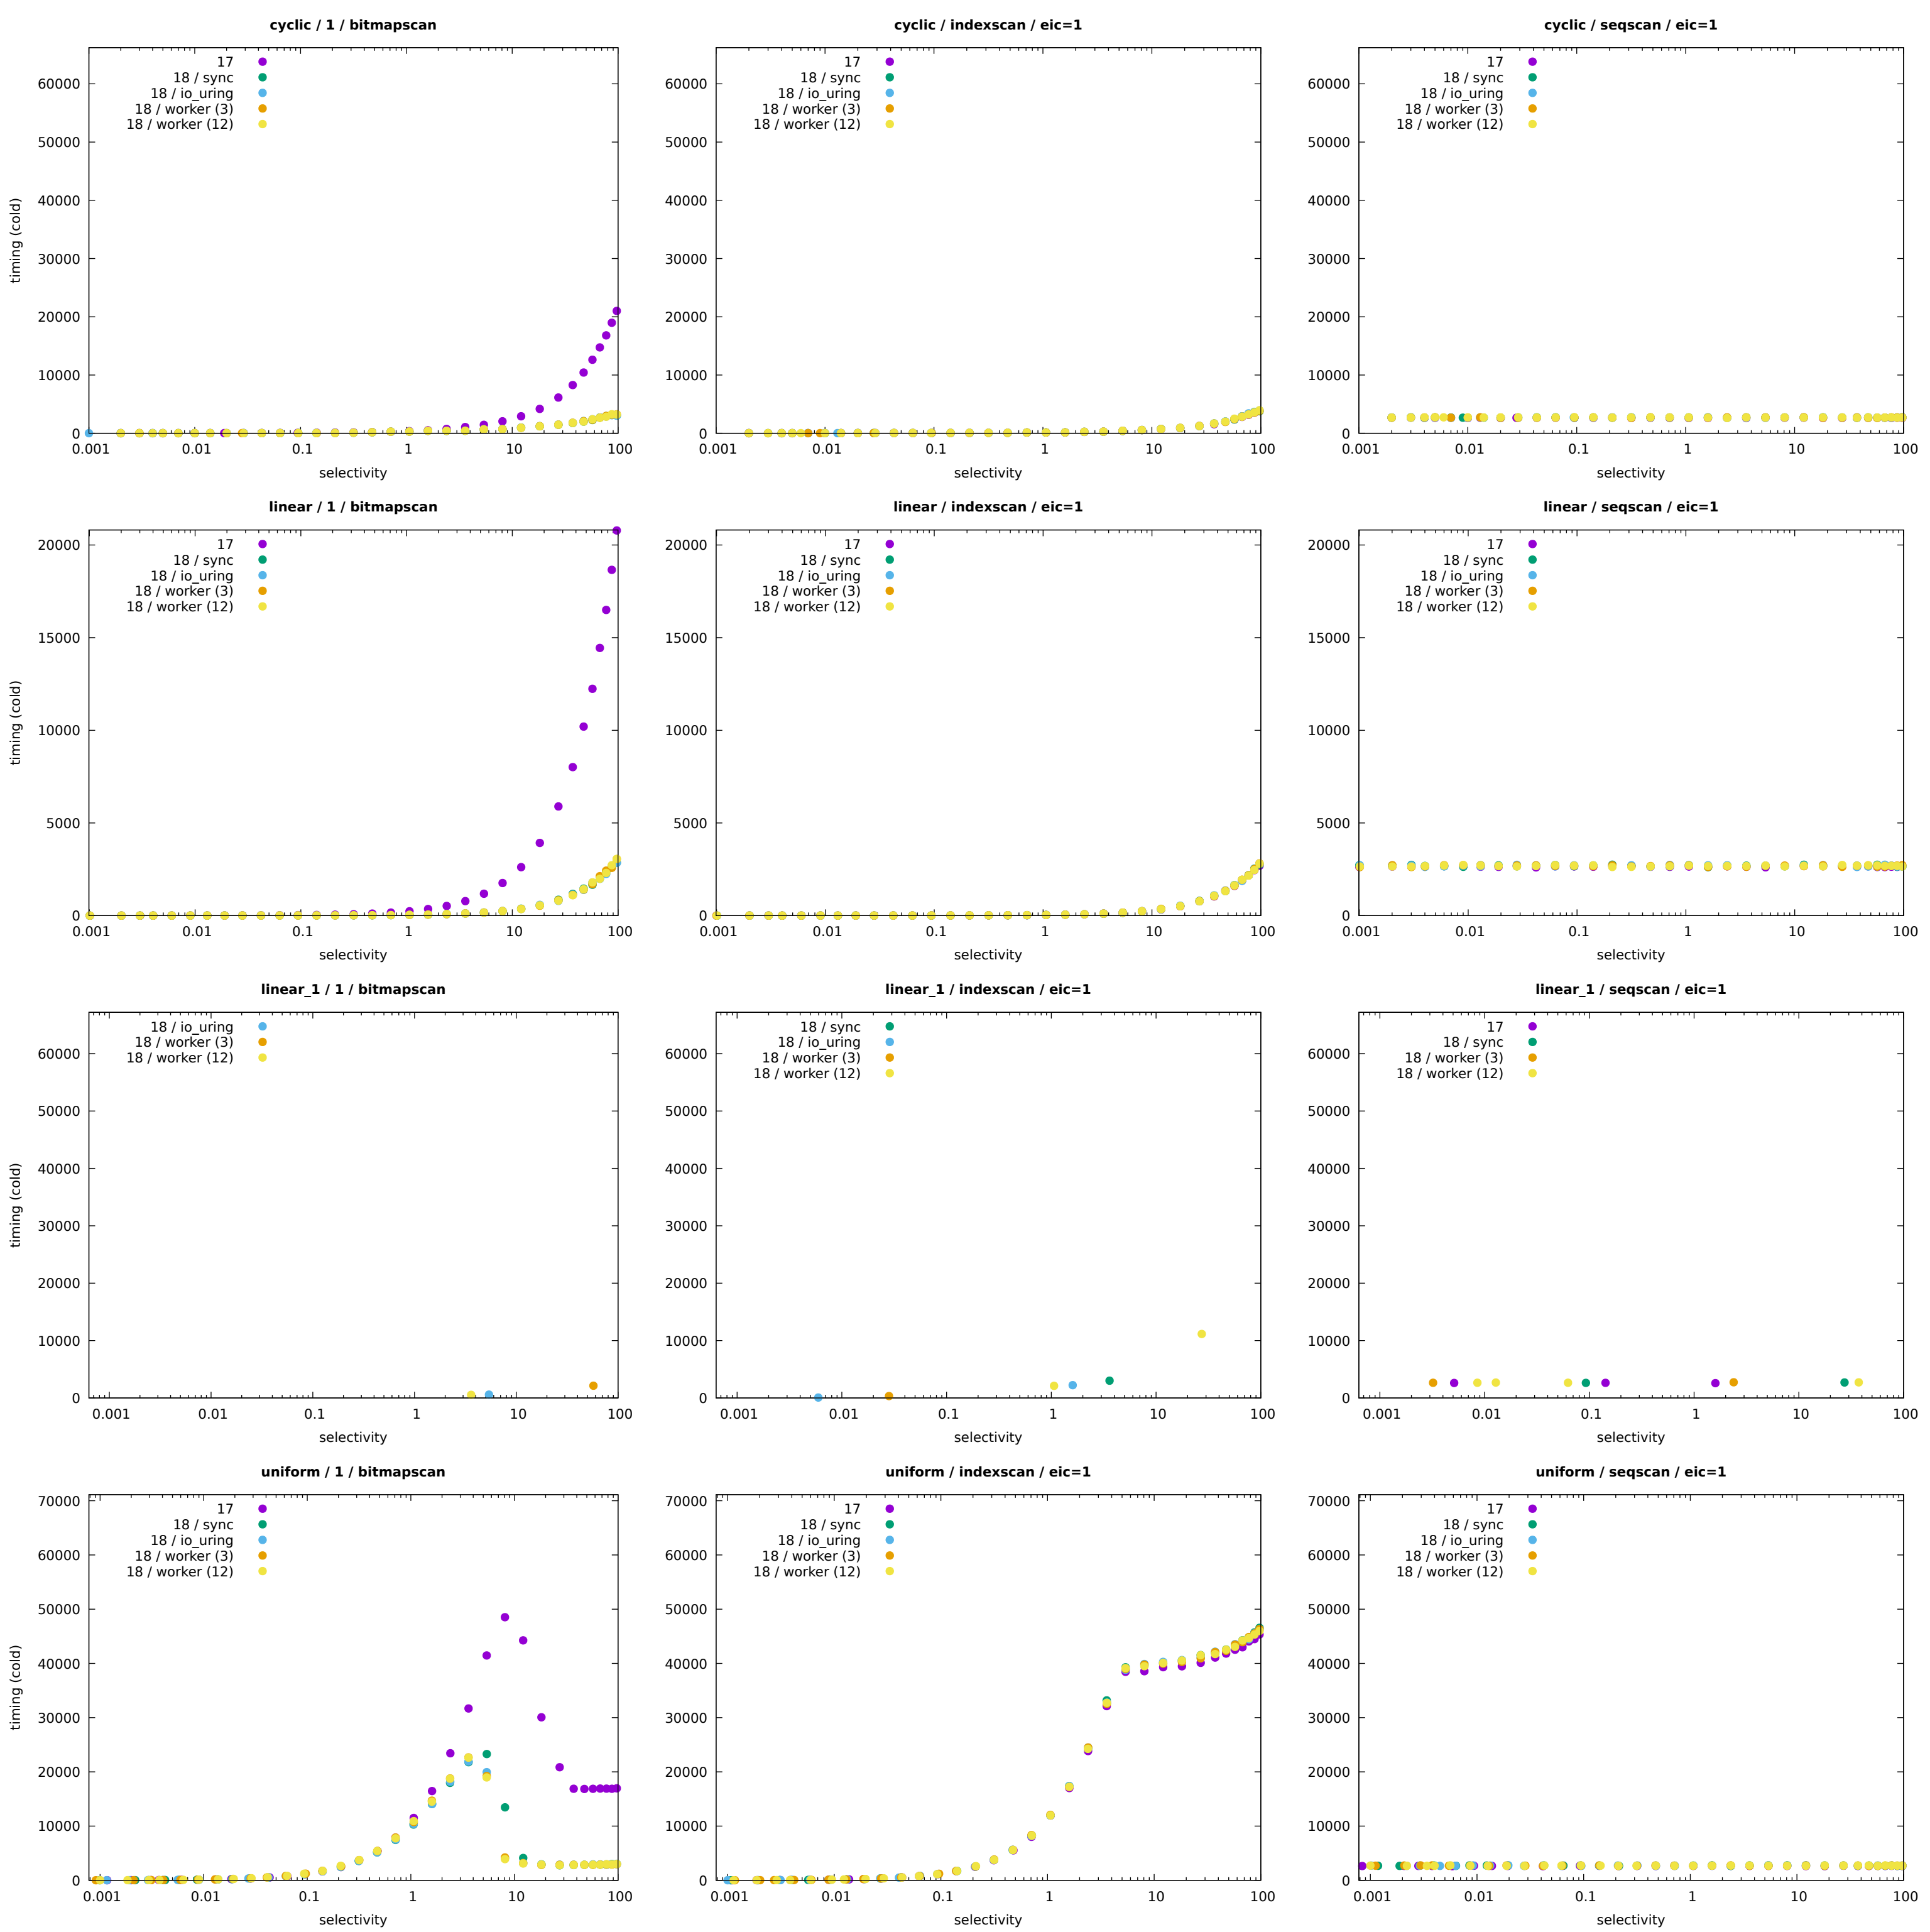 cyclic / 1 / bitmapscan
timing (cold)
60000
50000
40000
30000
20000
10000
0
17
18 / sync
18 / io_uring
18 / worker (3)
18 / worker (12)
0.001 0.01 0.1 1 10 100
selectivity
cyclic / indexscan / eic=1
60000
50000
40000
30000
20000
10000
0
17
18 / sync
18 / io_uring
18 / worker (3)
18 / worker (12)
0.001 0.01 0.1 1 10 100
selectivity
cyclic / seqscan / eic=1
60000
50000
40000
30000
20000
10000
0
17
18 / sync
18 / io_uring
18 / worker (3)
18 / worker (12)
0.001 0.01 0.1 1 10 100
selectivity
linear / 1 / bitmapscan
timing (cold)
20000
15000
10000
5000
0
17
18 / sync
18 / io_uring
18 / worker (3)
18 / worker (12)
0.001 0.01 0.1 1 10 100
selectivity
linear / indexscan / eic=1
20000
15000
10000
5000
0
17
18 / sync
18 / io_uring
18 / worker (3)
18 / worker (12)
0.001 0.01 0.1 1 10 100
selectivity
linear / seqscan / eic=1
20000
15000
10000
5000
0
17
18 / sync
18 / io_uring
18 / worker (3)
18 / worker (12)
0.001 0.01 0.1 1 10 100
selectivity
linear_1 / 1 / bitmapscan
timing (cold)
60000
50000
40000
30000
20000
10000
0
18 / io_uring
18 / worker (3)
18 / worker (12)
0.001 0.01 0.1 1 10 100
selectivity
linear_1 / indexscan / eic=1
60000
50000
40000
30000
20000
10000
0
18 / sync
18 / io_uring
18 / worker (3)
18 / worker (12)
0.001 0.01 0.1 1 10 100
selectivity
linear_1 / seqscan / eic=1
60000
50000
40000
30000
20000
10000
0
17
18 / sync
18 / worker (3)
18 / worker (12)
0.001 0.01 0.1 1 10 100
selectivity
uniform / 1 / bitmapscan
timing (cold)
70000
60000
50000
40000
30000
20000
10000
0
17
18 / sync
18 / io_uring
18 / worker (3)
18 / worker (12)
0.001 0.01 0.1 1 10 100
selectivity
uniform / indexscan / eic=1
70000
60000
50000
40000
30000
20000
10000
0
17
18 / sync
18 / io_uring
18 / worker (3)
18 / worker (12)
0.001 0.01 0.1 1 10 100
selectivity
uniform / seqscan / eic=1
70000
60000
50000
40000
30000
20000
10000
0
17
18 / sync
18 / io_uring
18 / worker (3)
18 / worker (12)
0.001 0.01 0.1 1 10 100
selectivity